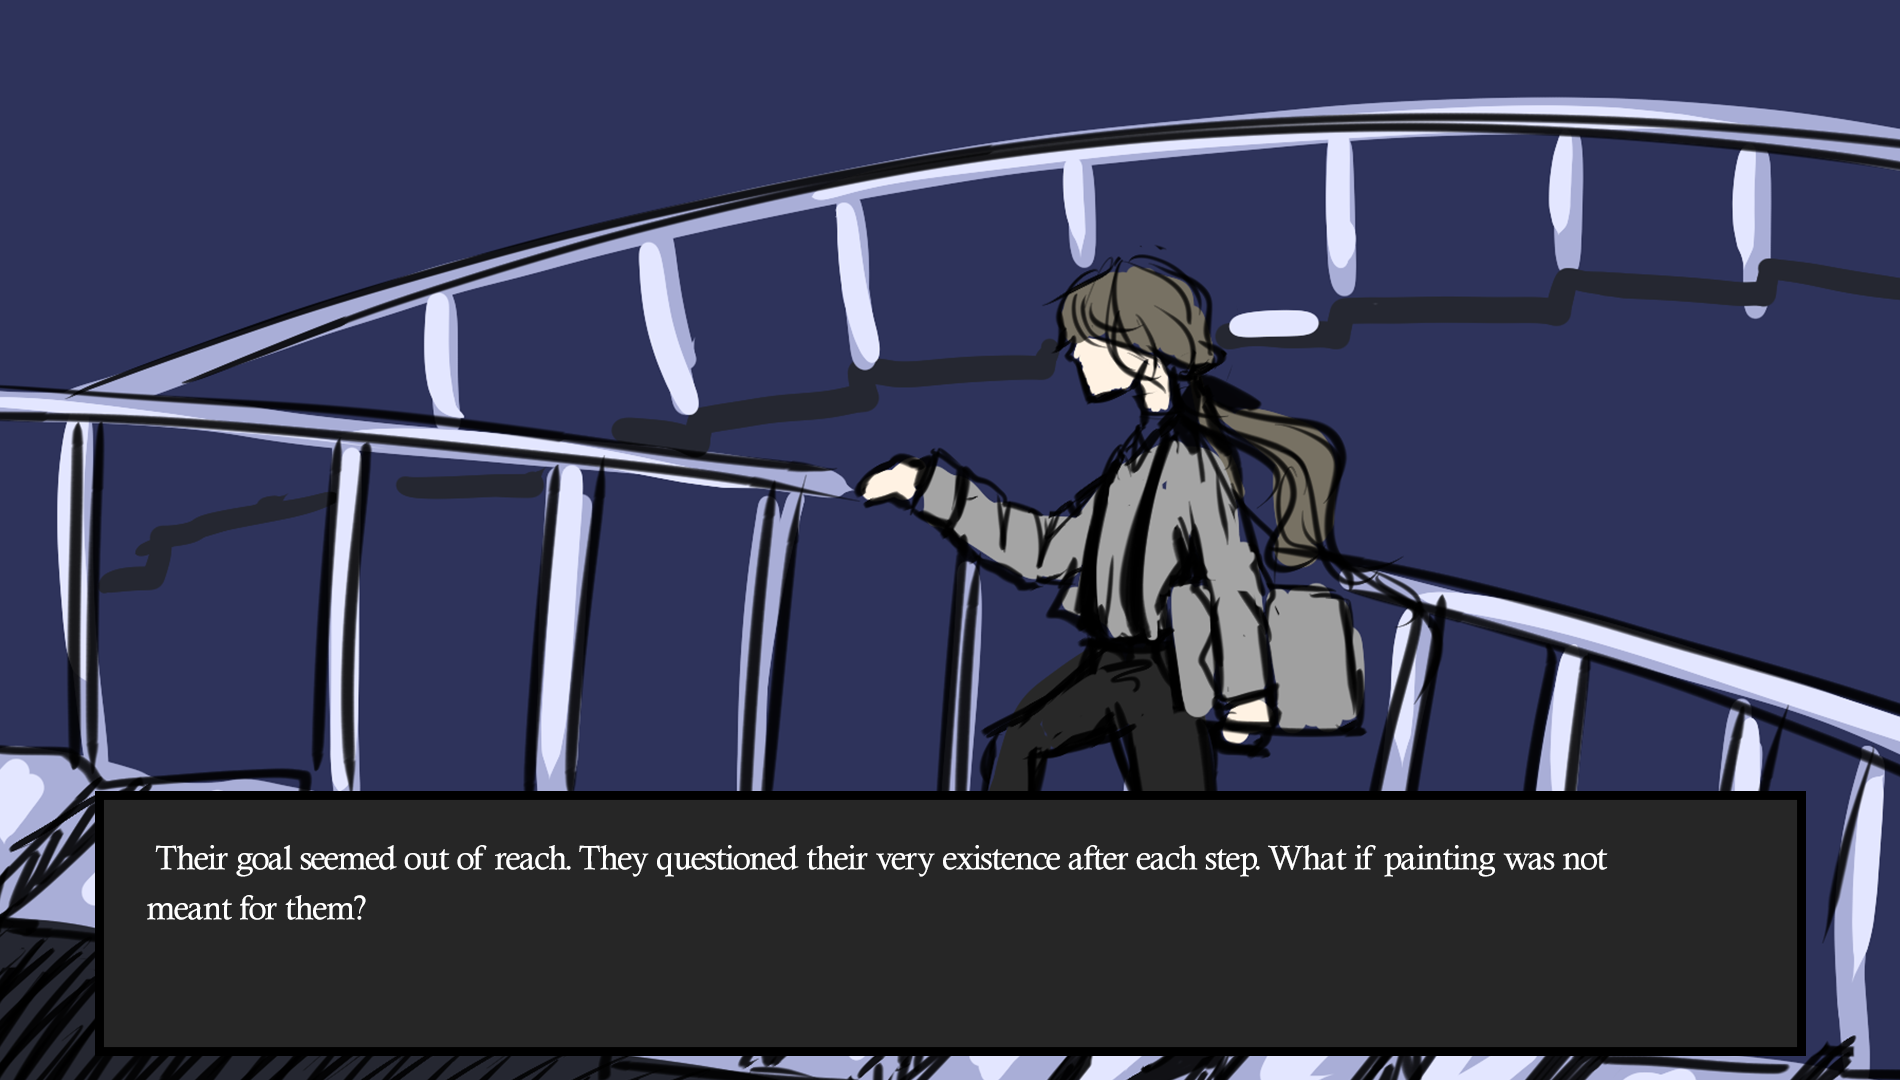 Their goal seemed out of reach. They questioned their very existence after each step. What if painting was not
meant for them?